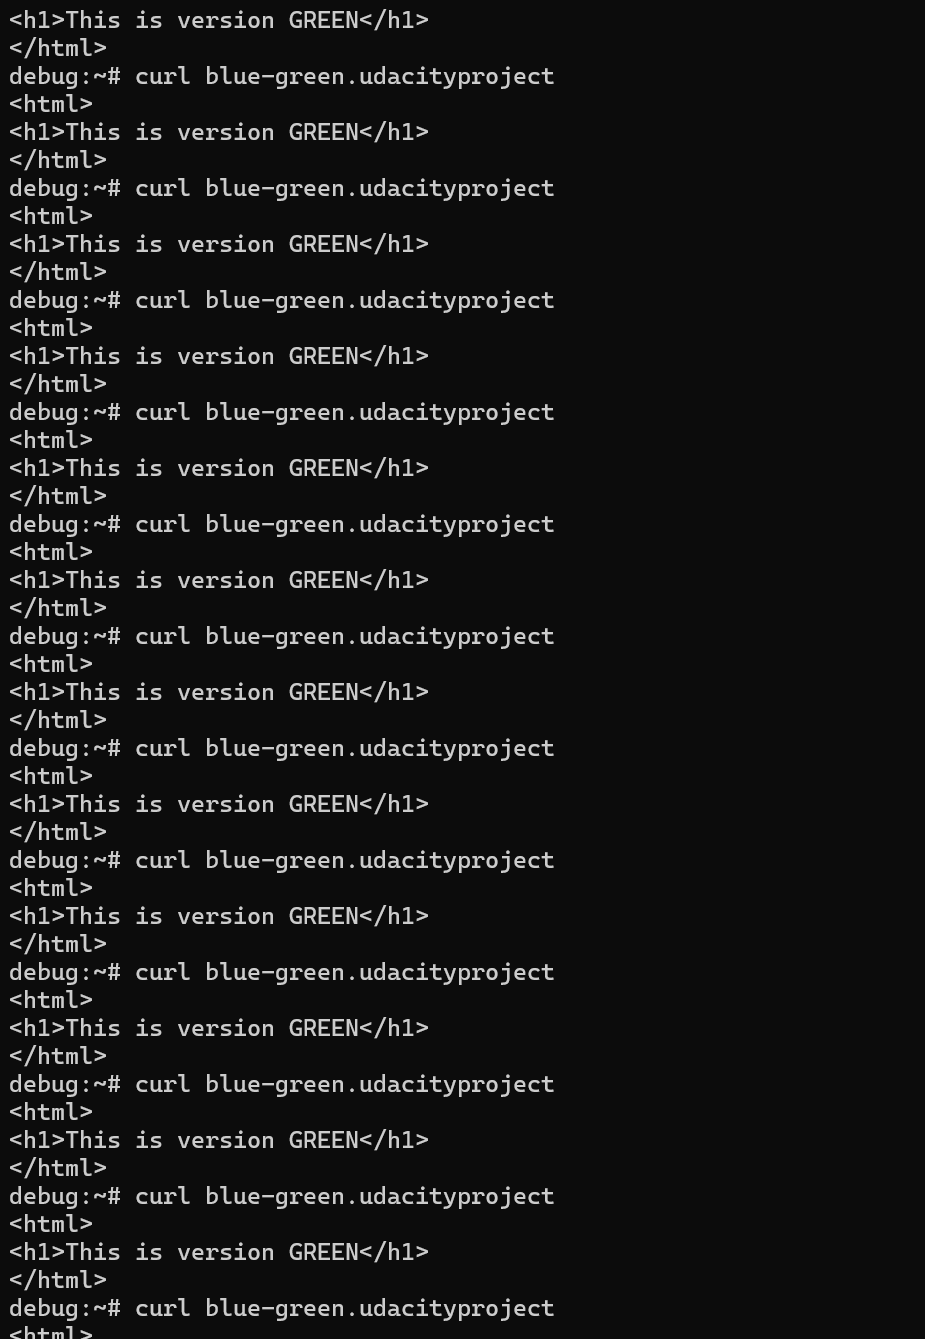 <h1>This is version GREEN</h1>
</html>
debug:~# curl blue-green.udacityproject
<html>
<h1>This is version GREEN</h1>
</html>
debug:~# curl blue-green.udacityproject
<html>
<h1>This is version GREEN</h1>
</html>
debug:~# curl blue-green.udacityproject
<html>
<h1>This is version GREEN</h1>
</html>
debug:~# curl blue-green.udacityproject
<html>
<h1>This is version GREEN</h1>
</html>
debug:~# curl blue-green.udacityproject
<html>
<h1>This is version GREEN</h1>
</html>
debug:~# curl blue-green.udacityproject
<html>
<h1>This is version GREEN</h1>
</html>
debug:~# curl blue-green.udacityproject
<html>
<h1>This is version GREEN</h1>
</html>
debug:~# curl blue-green.udacityproject
<html>
<h1>This is version GREEN</h1>
</html>
debug:~# curl blue-green.udacityproject
<html>
<h1>This is version GREEN</h1>
</html>
debug:~# curl blue-green.udacityproject
<html>
<h1>This is version GREEN</h1>
</html>
debug:~# curl blue-green.udacityproject
<html>
<h1>This is version GREEN</h1>
</html>
debug:~# curl blue-green.udacityproject
<html>